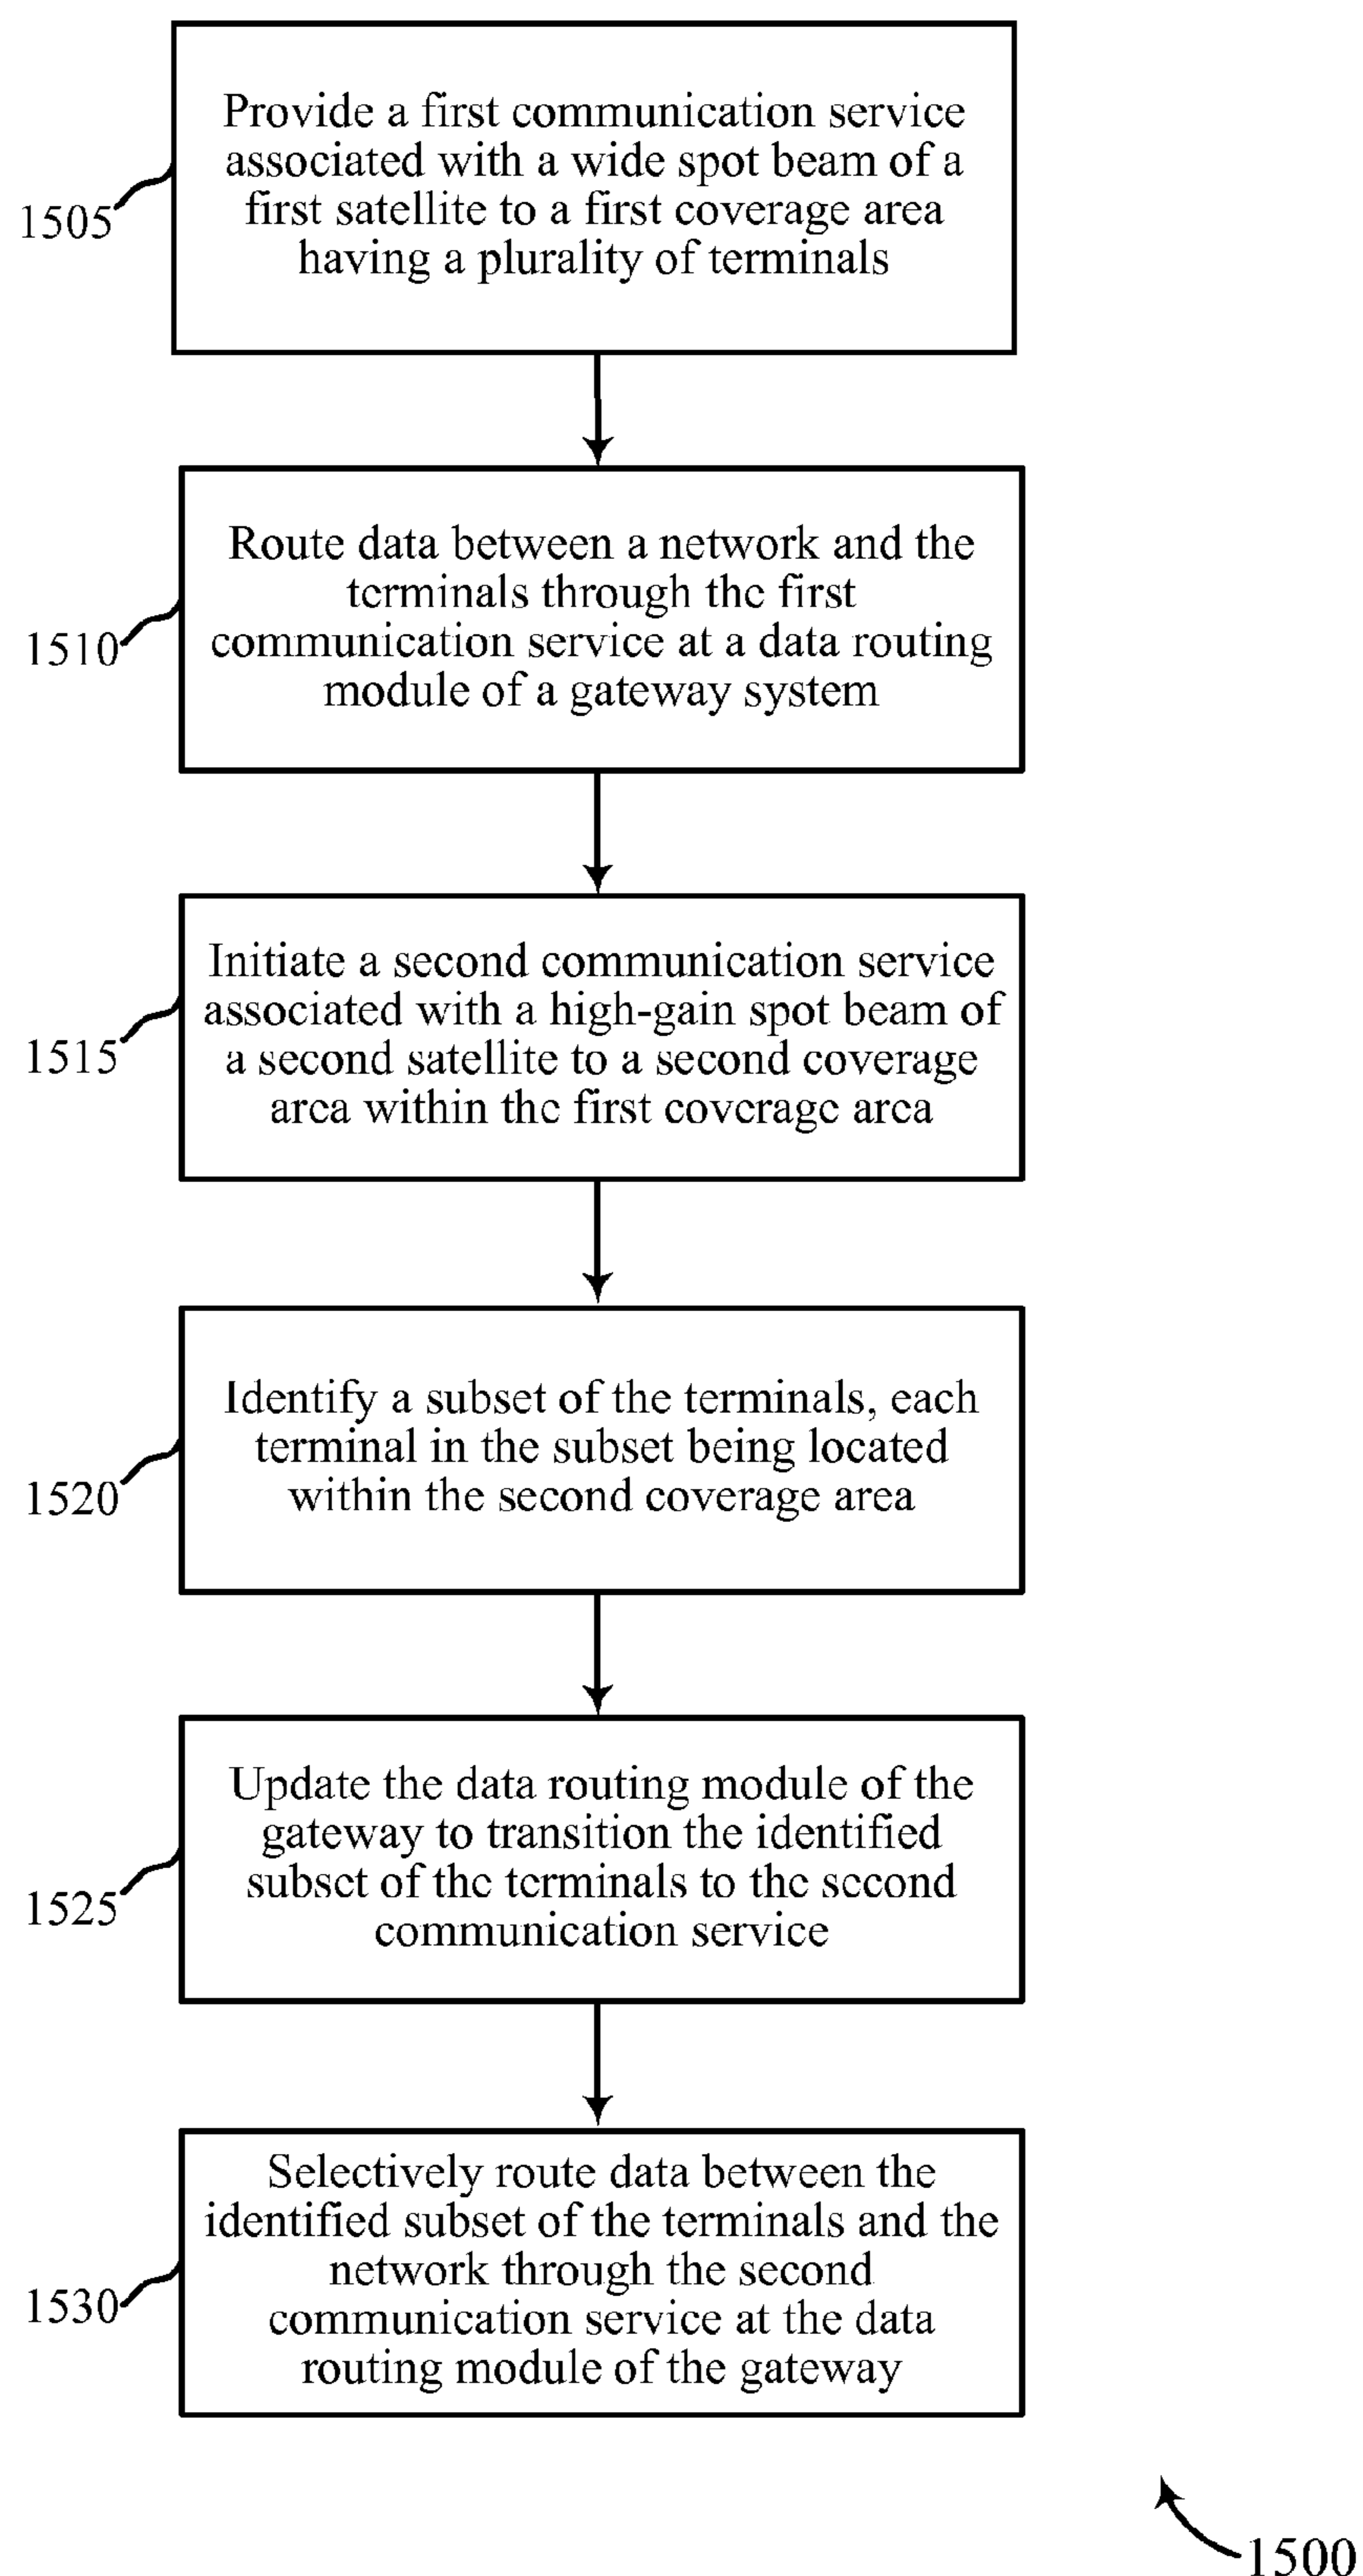 Provide a first communication service
associated with a wide spot beam of a
first satellite to a first coverage area
having a plurality of terminals
1505
Route data between a network and the
terminals through the first
communication service at a data routing
module of a gateway system
1510
Initiate a second communication service
associated with a high-gain spot beam of
a second satellite to a second coverage
area within the first coverage area
1515
Identify a subset of the terminals, each
terminal in the subset being located
within the second coverage area
1520
Update the data routing module of the
gateway to transition the identified
subset of the terminals to the second
communication service
1525
Selectively route data between the
identified subset of the terminals and the
network through the second
communication service at the data
routing module of the gateway
1530
1500